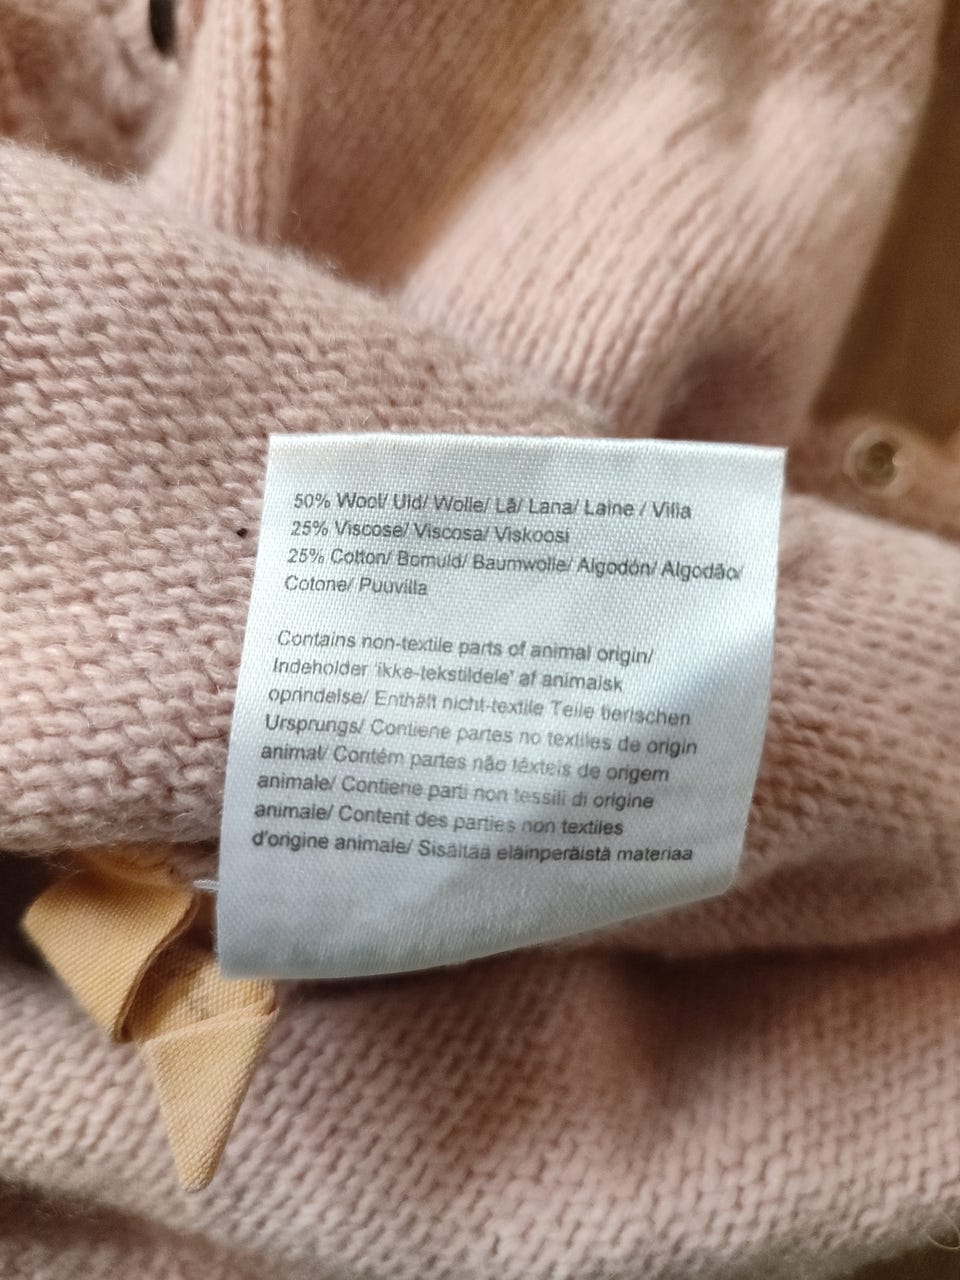 50% Wool/ Uld/ Wolle/ Lã/ Lana/ Laine / Villa
25% Viscose/ Viscosa/ Viskoosi
25% Cotton/ Bomuld/ Baumwolle/ Algodón/ Algodão/
Cotone/ Puuvilla
Contains non-textile parts of animal origin/
Indeholder 'ikke-tekstildele' af animalsk
oprindelse/ Enthält nicht-textile Teile tierischen
Ursprungs/ Contiene partes no textiles de origin
animal/ Contém partes não têxteis de origem
animale/ Contiene parti non tessili di origine
animale/ Content des parties non textiles
d'origine animale/ Sisältää eläinperäistä materiaa